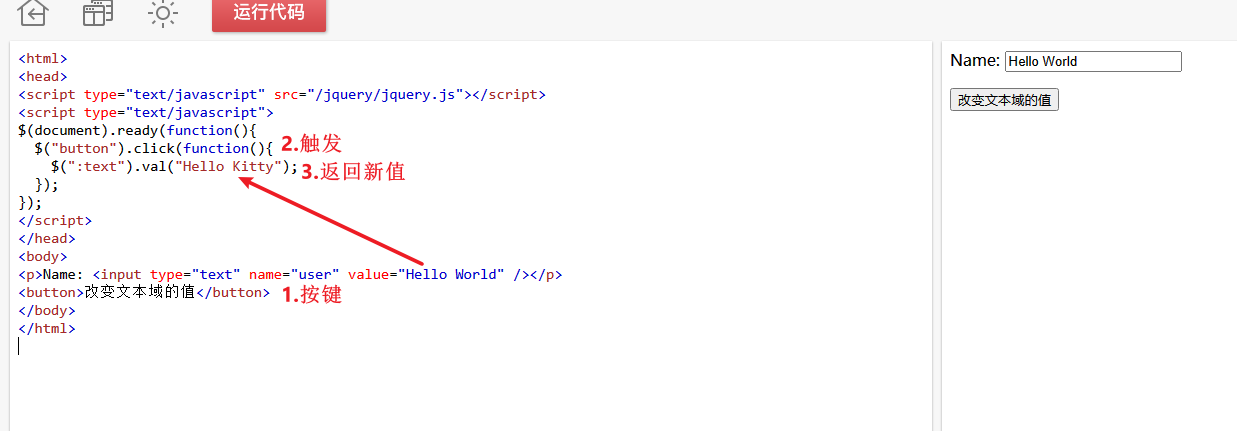 运行代码
<html>
<head>
<script type="text/javascript" src="/jquery/jquery.js"></script>
<script type="text/javascript">
$(document).ready(function(){
$("button").click(function(){ 2.触发
$(":text").val("Hello Kitty"); 3.返回新值
});
});
</script>
</head>
<body>
<p>Name: <input type="text" name="user" value="Hello World" /></p>
<button>改变文本域的值</button> 1.按键
</body>
</html>
Name: Hello World
改变文本域的值